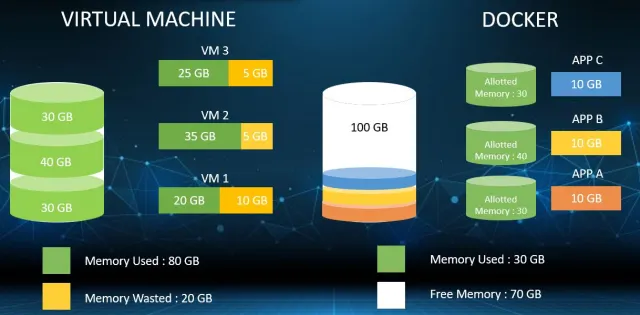 VIRTUAL MACHINE
30 GB
40 GB
30 GB
VM 3
25 GB 5 GB
VM 2
35 GB 5 GB
VM 1
20 GB 10 GB
Memory Used : 80 GB
Memory Wasted : 20 GB
DOCKER
100 GB
Allotted
Memory : 30
APP C
10 GB
Allotted
Memory : 40
APP B
10 GB
Allotted
Memory : 30
APP A
10 GB
Memory Used : 30 GB
Free Memory : 70 GB